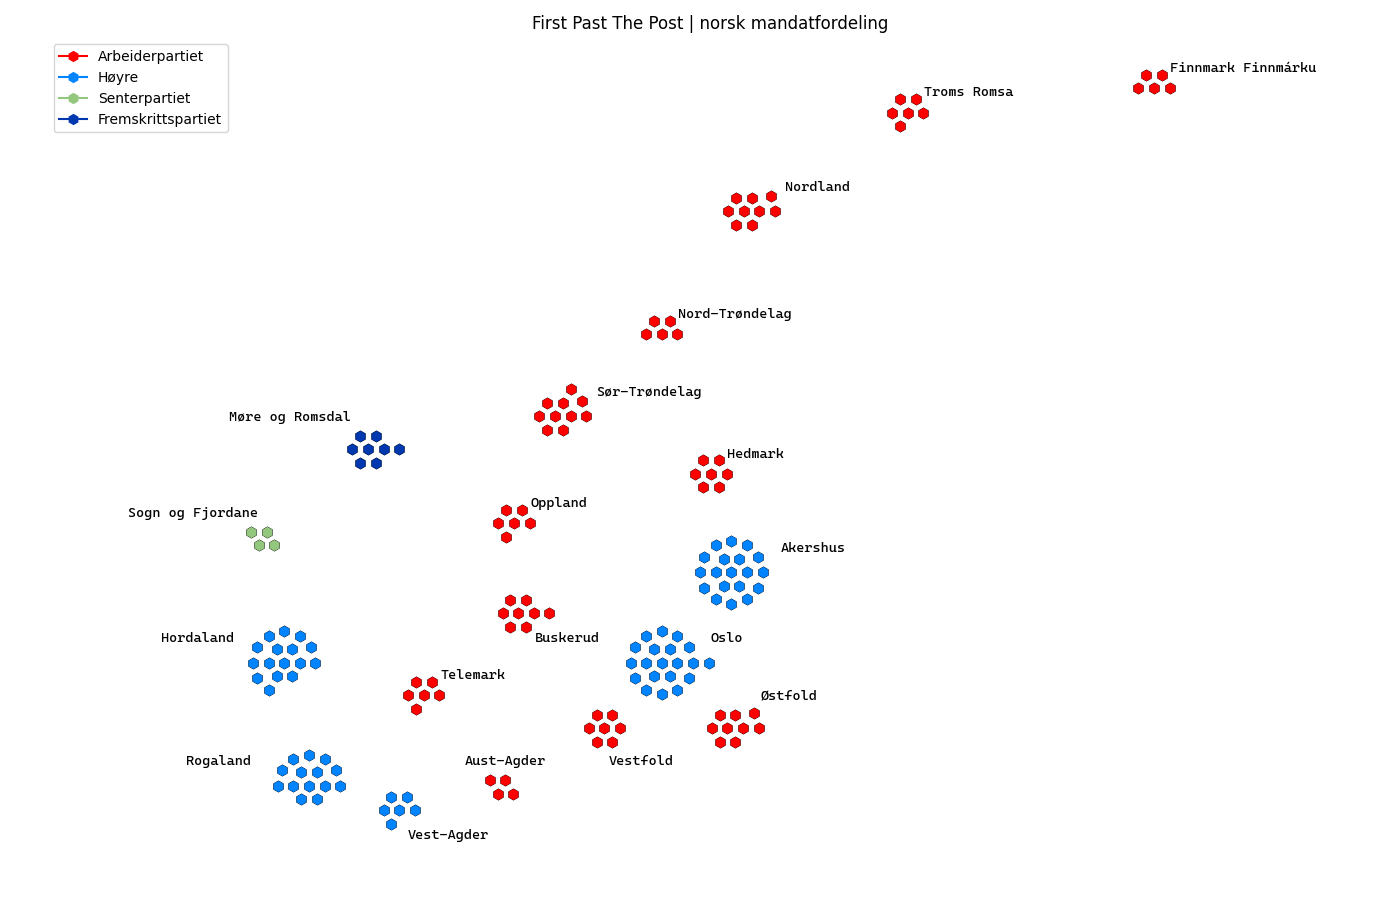 First Past The Post | norsk mandatfordeling
Arbeiderpartiet
Høyre
Senterpartiet
Fremskrittspartiet
Finnmark Finnmárku
Troms Romsa
Nordland
Nord-Trøndelag
Sør-Trøndelag
Møre og Romsdal
Hedmark
Oppland
Sogn og Fjordane
Akershus
Hordaland
Buskerud
Oslo
Telemark
Østfold
Rogaland
Aust-Agder
Vestfold
Vest-Agder